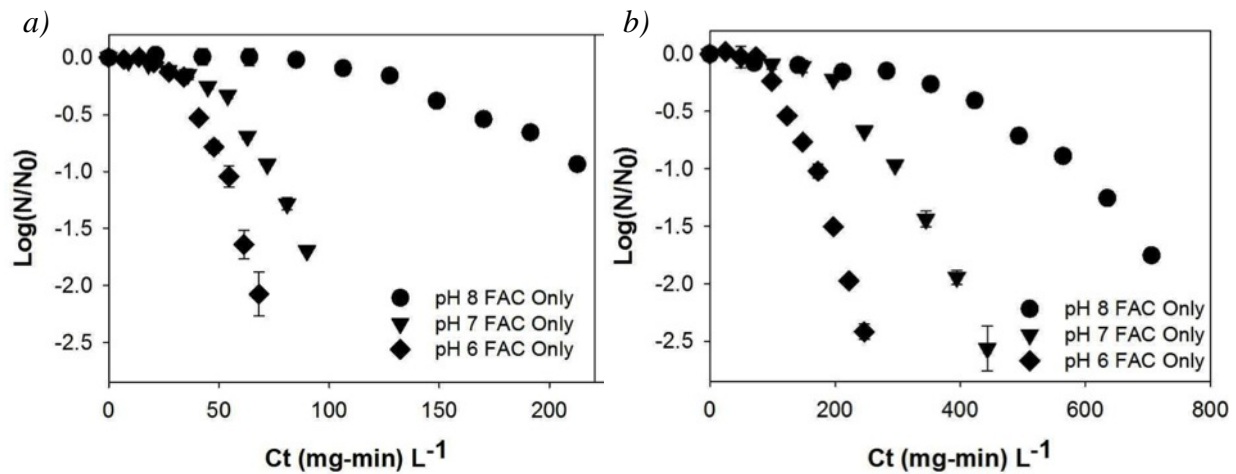 a)
0.0
-0.5
-1.0
-1.5
-2.0
-2.5
Log(N/N0)
pH 8 FAC Only
pH 7 FAC Only
pH 6 FAC Only
0 50 100 150 200
Ct (mg-min) L-1
b)
0.0
-0.5
-1.0
-1.5
-2.0
-2.5
Log(N/N0)
pH 8 FAC Only
pH 7 FAC Only
pH 6 FAC Only
0 200 400 600 800
Ct (mg-min) L-1